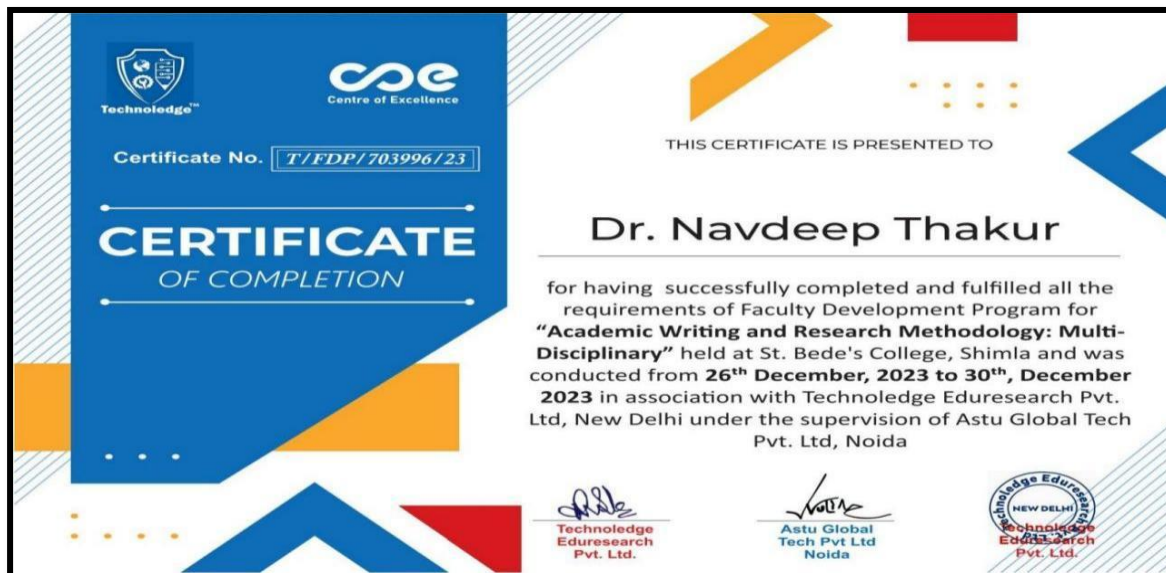 Technoledge™
coe
Centre of Excellence
Certificate No. T/FDP/703996/23
CERTIFICATE
OF COMPLETION
THIS CERTIFICATE IS PRESENTED TO
Dr. Navdeep Thakur
for having successfully completed and fulfilled all the
requirements of Faculty Development Program for
“Academic Writing and Research Methodology: Multi-
Disciplinary” held at St. Bede's College, Shimla and was
conducted from 26th December, 2023 to 30th, December
2023 in association with Technoledge Eduresearch Pvt.
Ltd, New Delhi under the supervision of Astu Global Tech
Pvt. Ltd, Noida
Technoledge
Eduresearch
Pvt. Ltd.
Astu Global
Tech Pvt Ltd
Noida
Technoledge Eduresearch
NEW DELHI
Technoledge
Eduresearch
Pvt. Ltd.